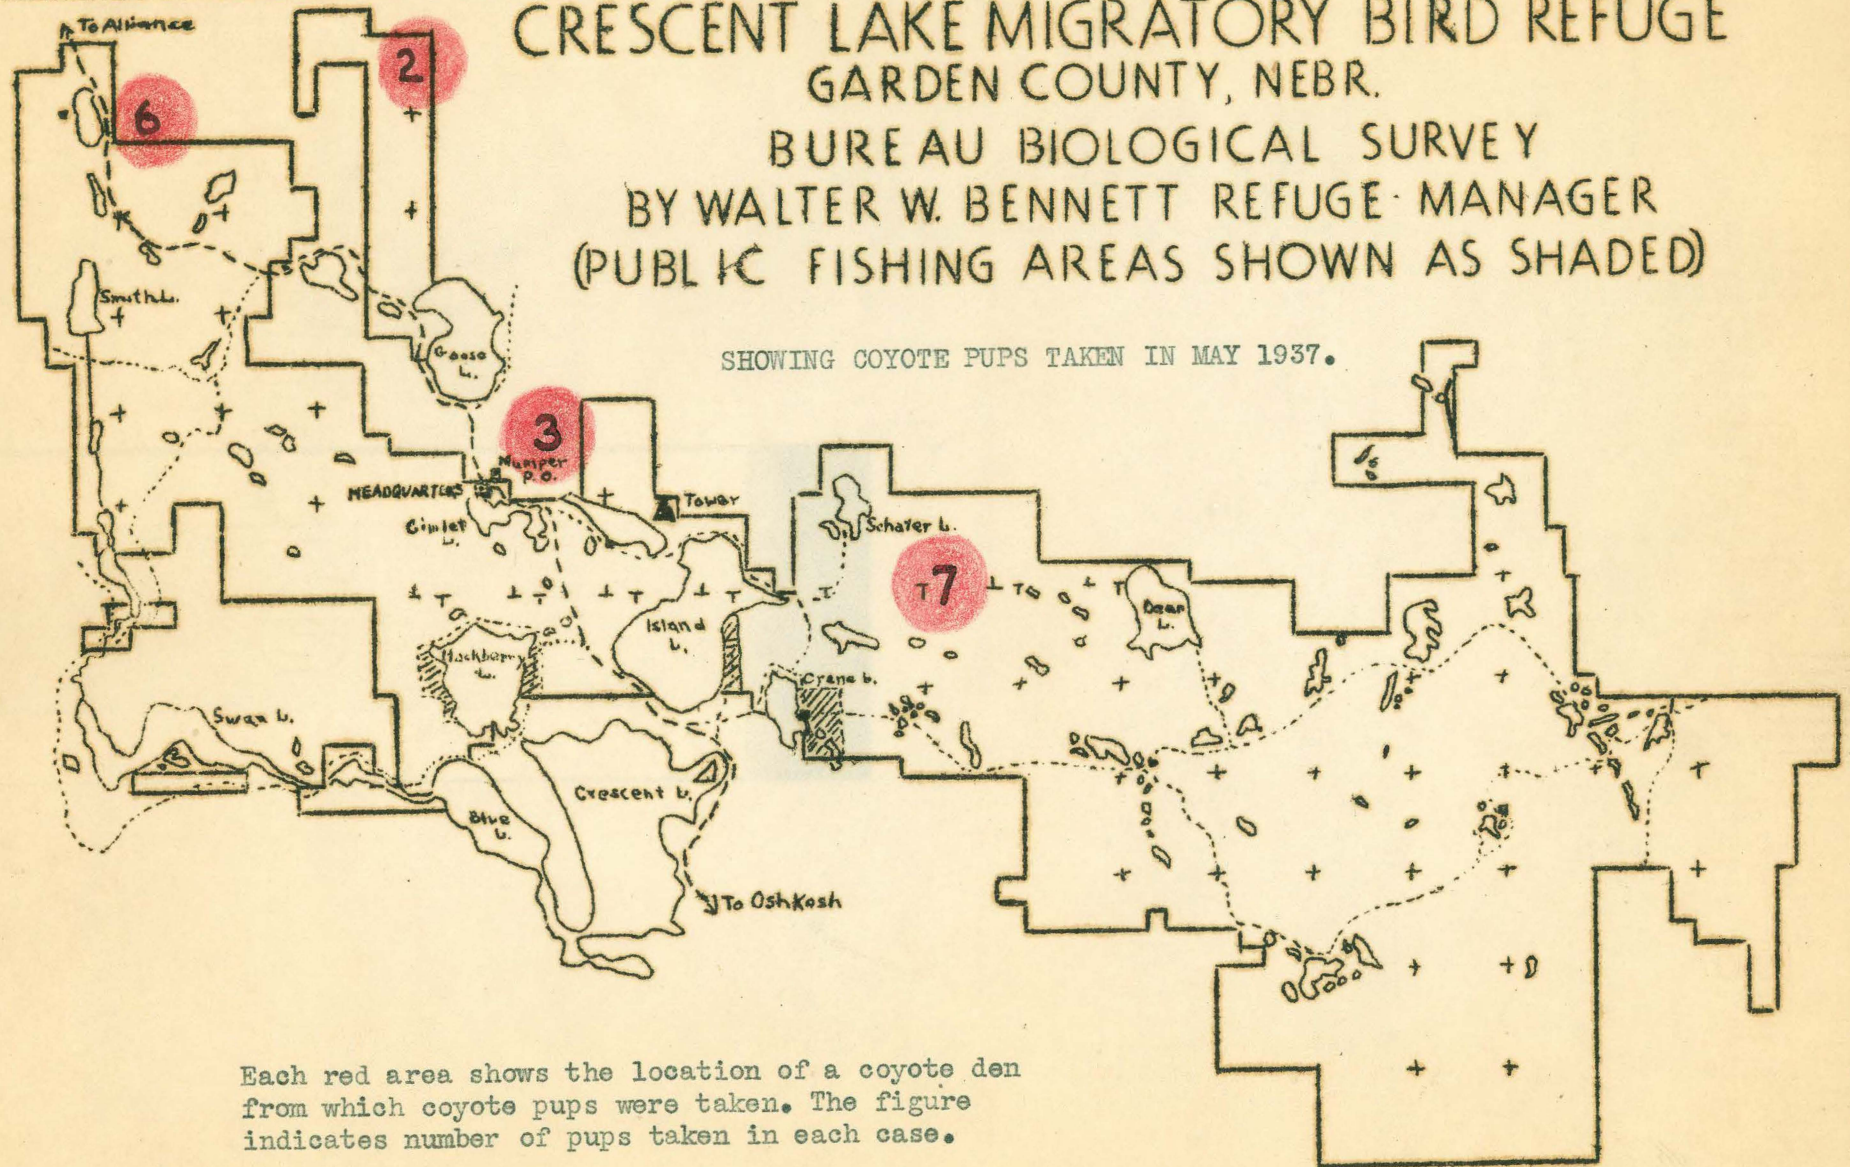 CRESCENT LAKE MIGRATORY BIRD REFUGE
GARDEN COUNTY, NEBR.
BUREAU BIOLOGICAL SURVEY
BY WALTER W. BENNETT REFUGE MANAGER
(PUBLIC FISHING AREAS SHOWN AS SHADED)
SHOWING COYOTE PUPS TAKEN IN MAY 1937.
To Alliance
2
6
Smith L.
Goose
L.
3
Mumper
P.O.
HEADQUARTERS
Gimlet
L.
Tower
Schafer L.
7
Bean
L.
Island
L.
Hackberry
L.
Crane L.
Swan L.
Crescent L.
Blue
L.
To Oshkosh
Each red area shows the location of a coyote den
from which coyote pups were taken. The figure
indicates number of pups taken in each case.